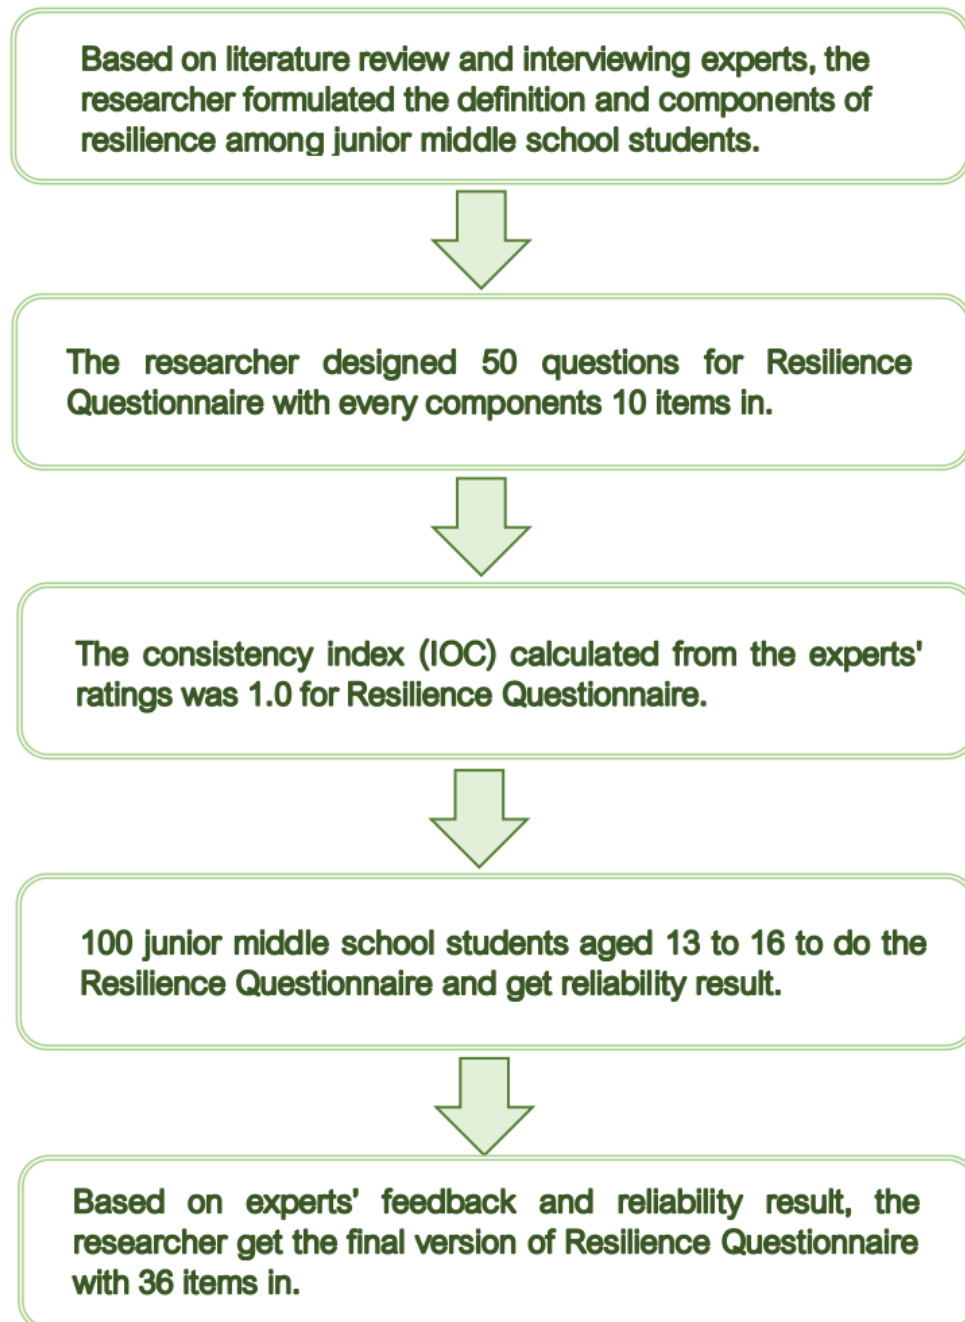 Based on literature review and interviewing experts, the
researcher formulated the definition and components of
resilience among junior middle school students.
The researcher designed 50 questions for Resilience
Questionnaire with every components 10 items in.
The consistency index (IOC) calculated from the experts'
ratings was 1.0 for Resilience Questionnaire.
100 junior middle school students aged 13 to 16 to do the
Resilience Questionnaire and get reliability result.
Based on experts' feedback and reliability result, the
researcher get the final version of Resilience Questionnaire
with 36 items in.